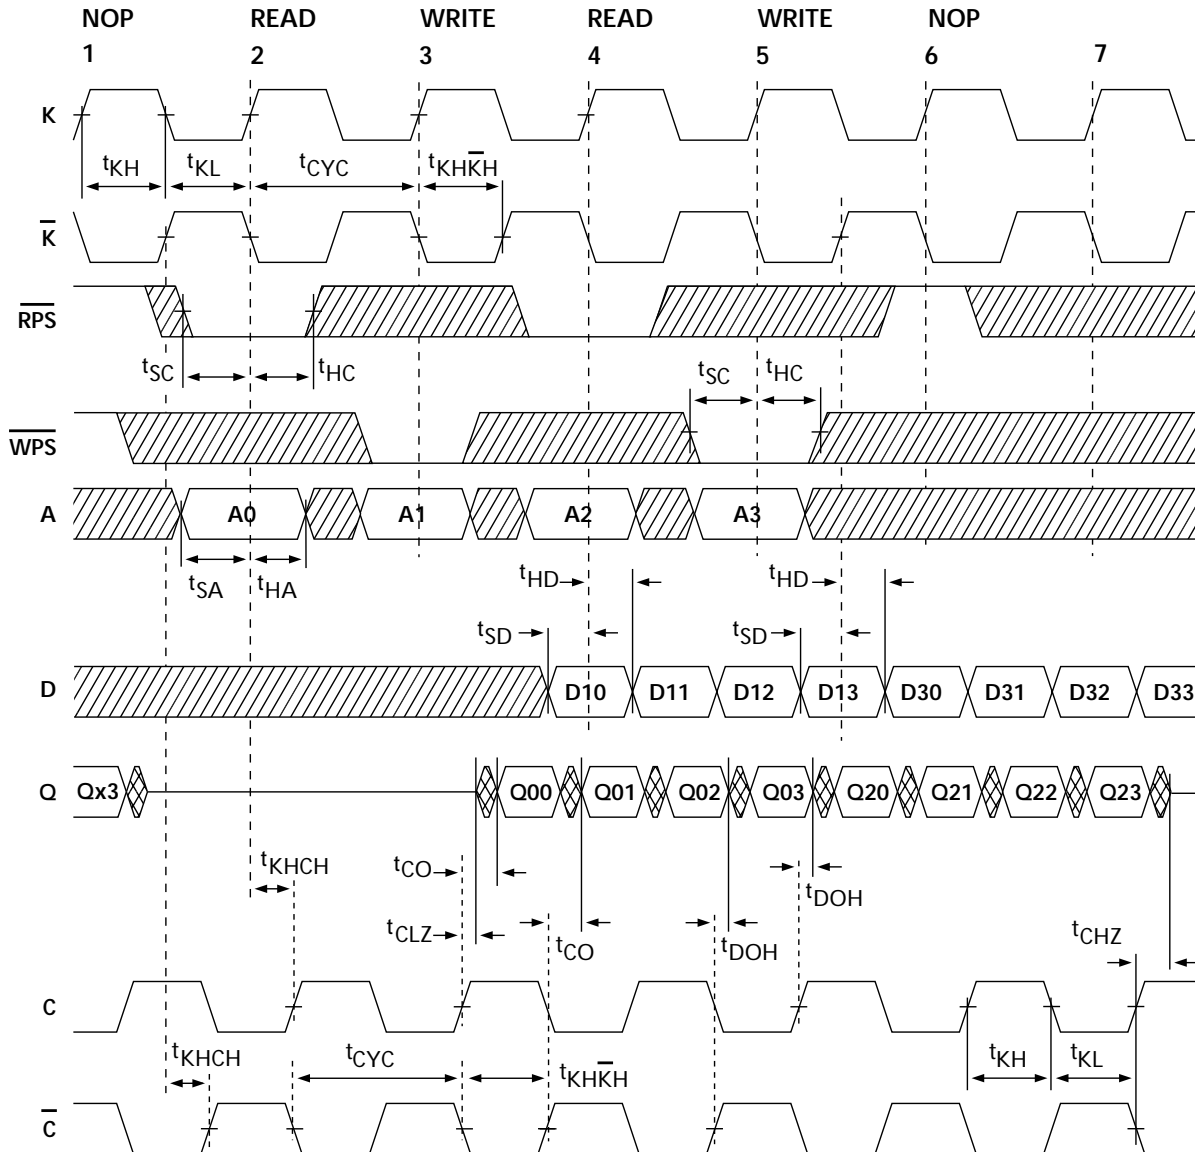 NOP READ WRITE READ WRITE NOP
1 2 3 4 5 6 7
K
tKH tKL tCYC tKHK̅H
K̅
R̅P̅S̅
tSC tHC tSC tHC
W̅P̅S̅
A A0 A1 A2 A3
tSA tHA tHD tHD
tSD tSD
D D10 D11 D12 D13 D30 D31 D32 D33
Q Qx3 Q00 Q01 Q02 Q03 Q20 Q21 Q22 Q23
tKHCH tCO tDOH
tCLZ tCO tDOH tCHZ
C
tKHCH tCYC tKHK̅H tKH tKL
C̅